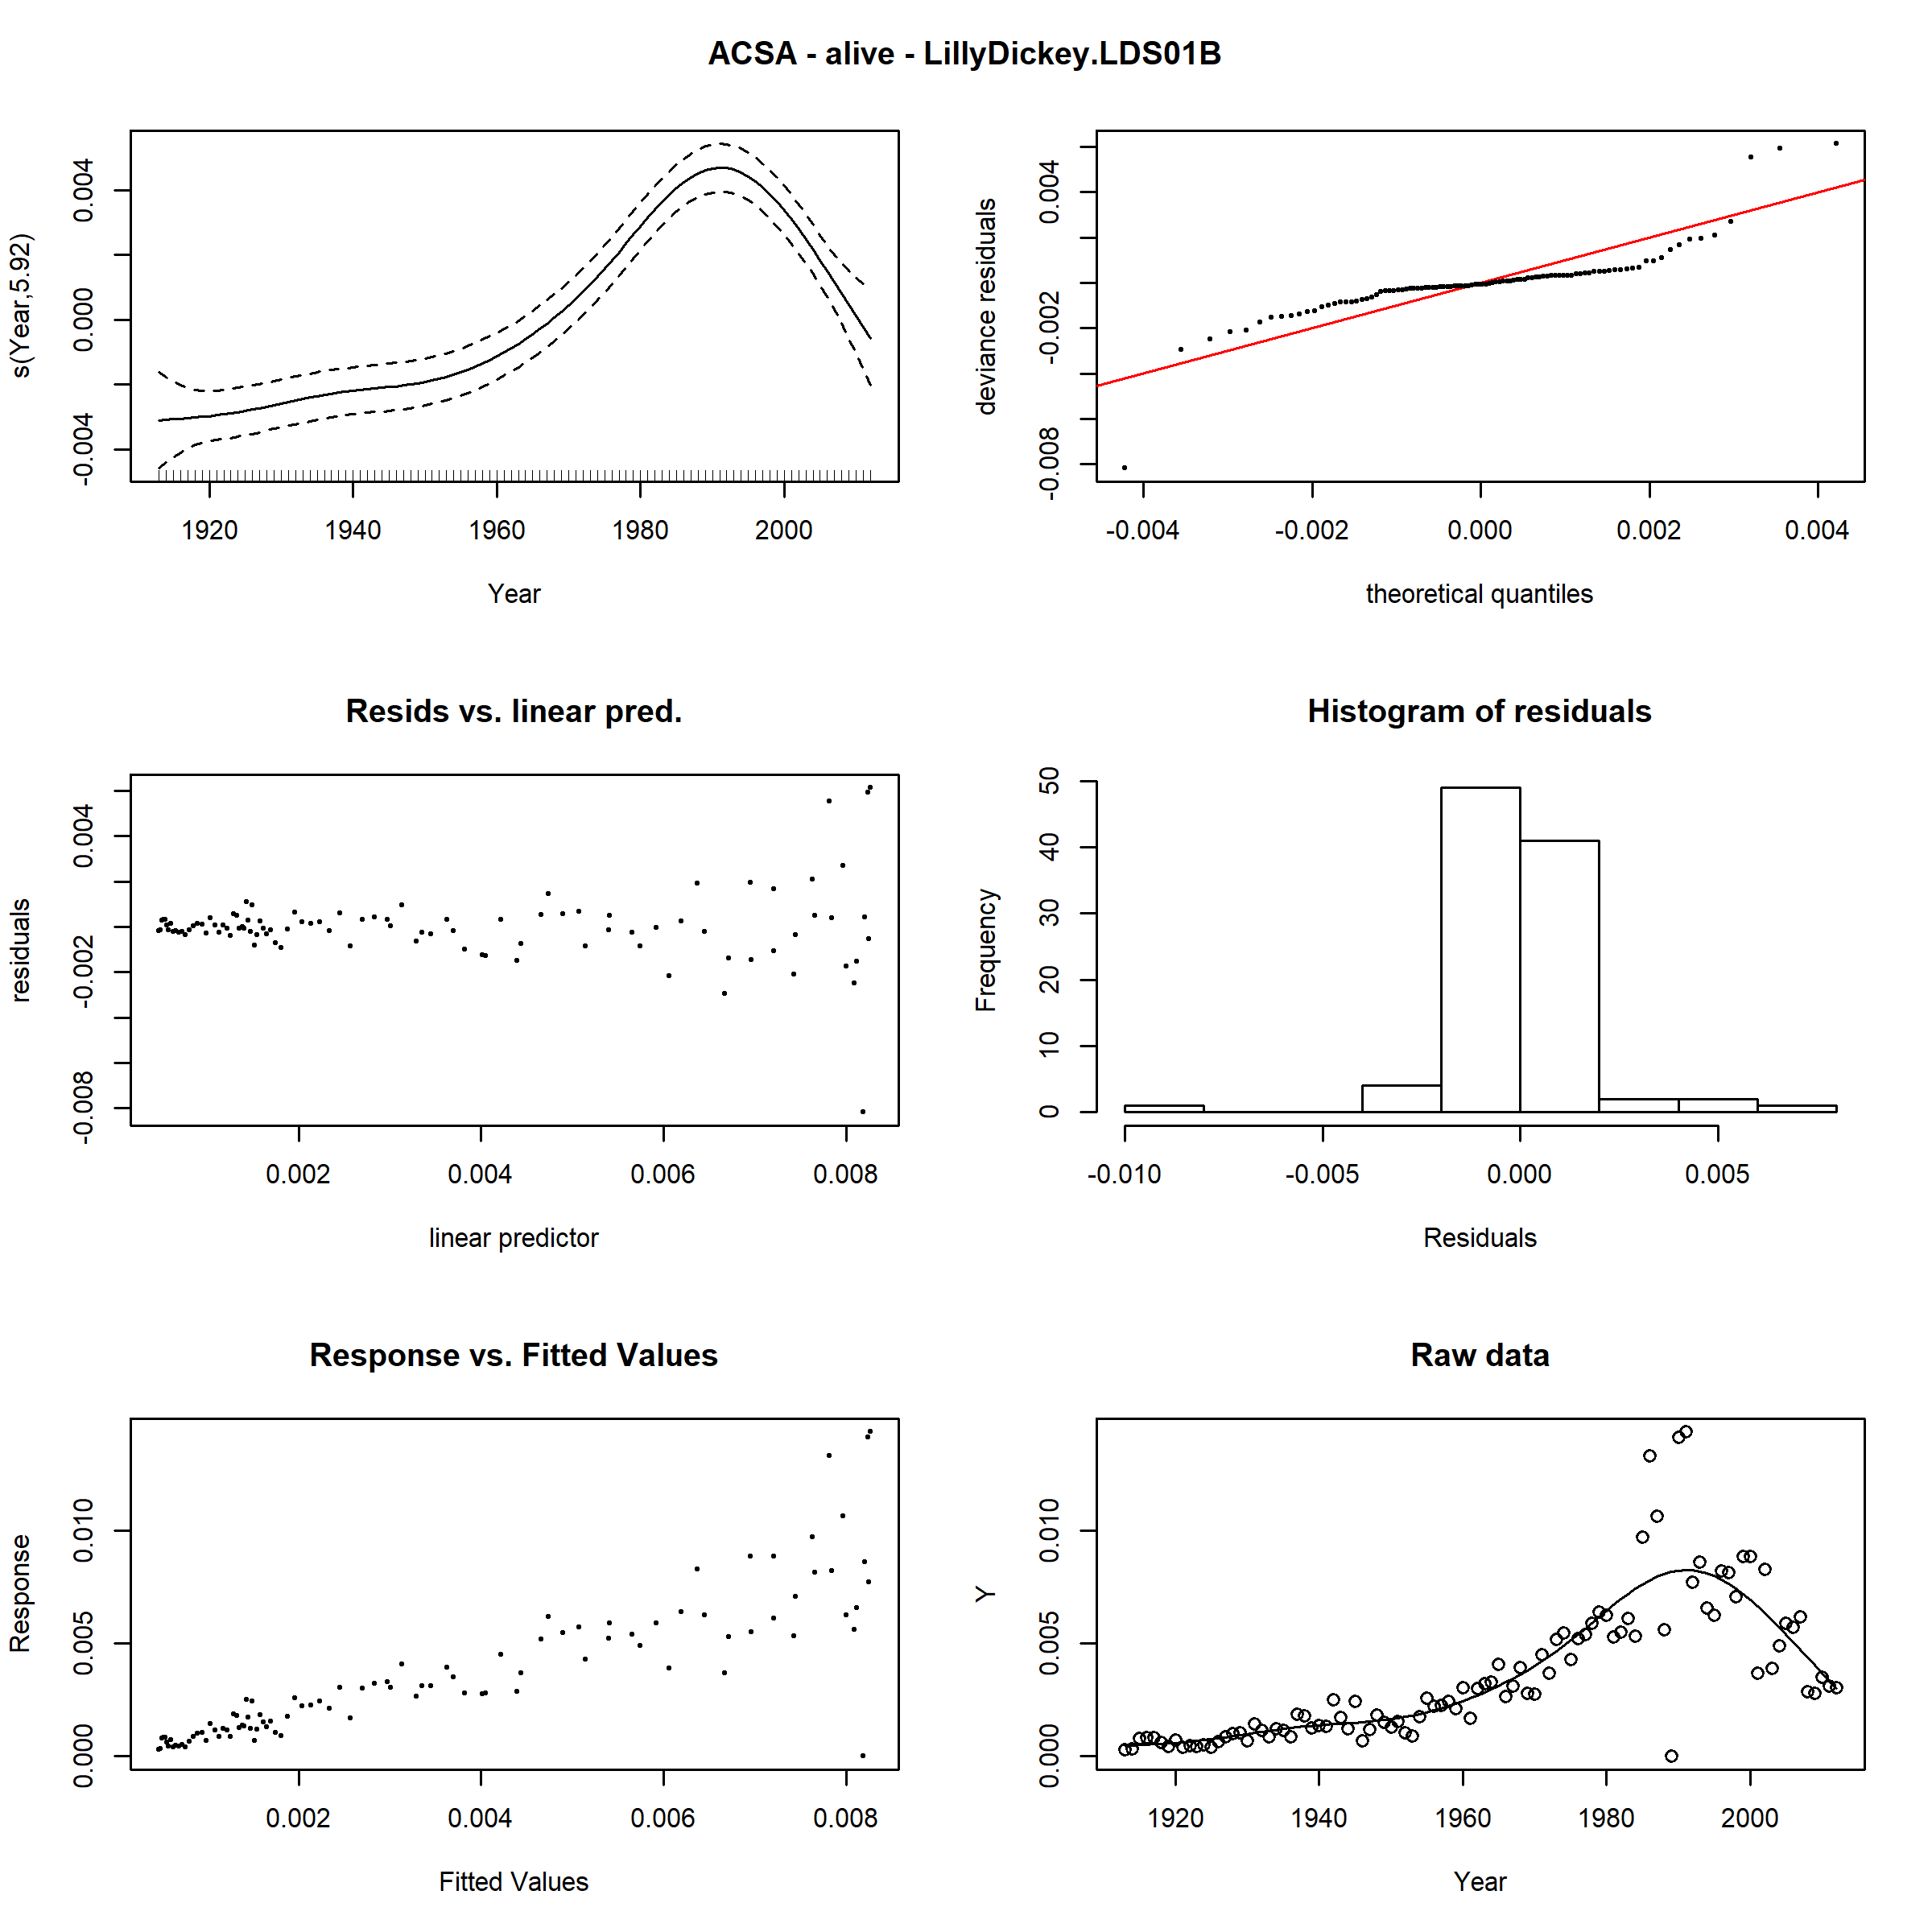 ACSA - alive - LillyDickey.LDS01B
s(Year,5.92)
-0.004 0.000 0.004
1920 1940 1960 1980 2000
Year
deviance residuals
-0.008 -0.002 0.004
-0.004 -0.002 0.000 0.002 0.004
theoretical quantiles
Resids vs. linear pred.
residuals
-0.008 -0.002 0.004
0.002 0.004 0.006 0.008
linear predictor
Histogram of residuals
Frequency
0 10 20 30 40 50
-0.010 -0.005 0.000 0.005
Residuals
Response vs. Fitted Values
Response
0.000 0.005 0.010
0.002 0.004 0.006 0.008
Fitted Values
Raw data
Y
0.000 0.005 0.010
1920 1940 1960 1980 2000
Year